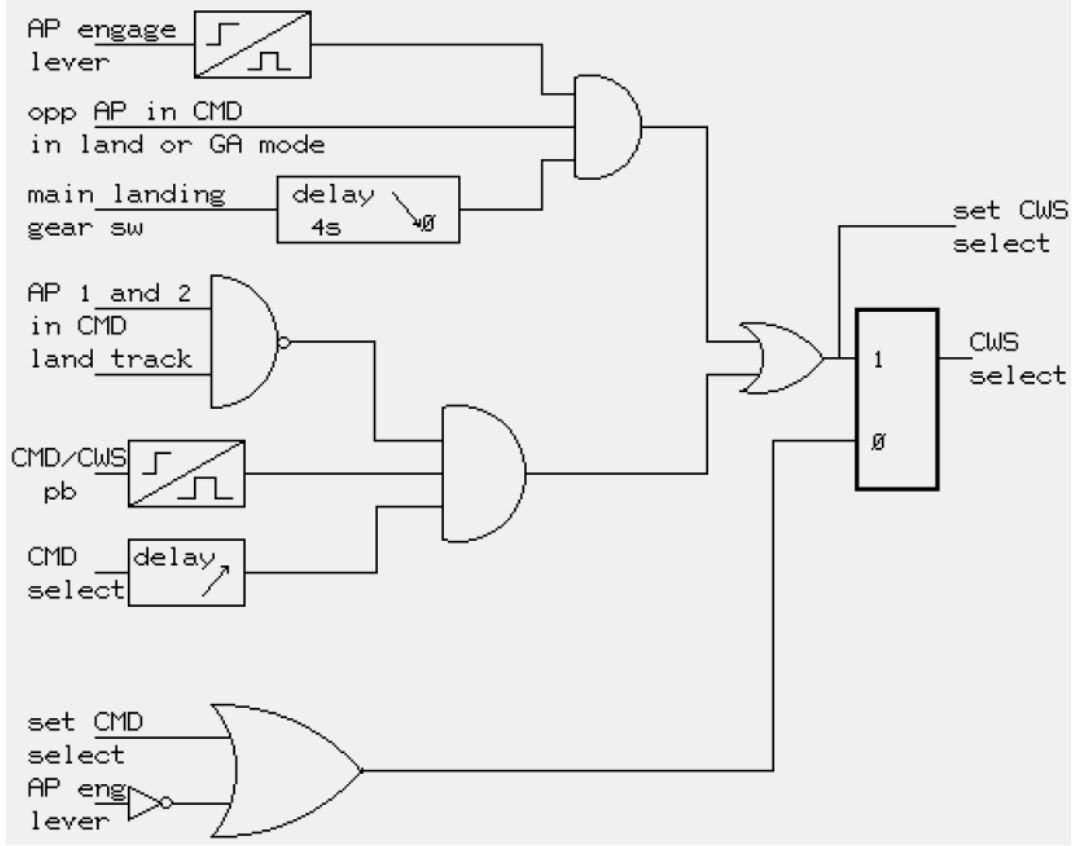 AP engage
lever
opp AP in CMD
in land or GA mode
main landing
gear sw
delay
4s
0
set CWS
select
AP 1 and 2
in CMD
land track
1
CWS
select
0
CMD/CWS
pb
CMD
select
delay
set CMD
select
AP eng
lever